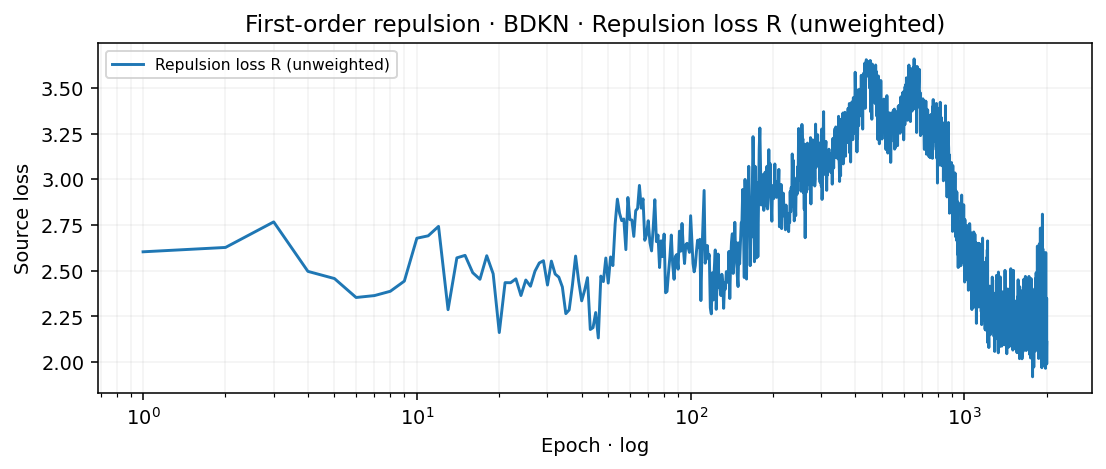 First-order repulsion · BDKN · Repulsion loss R (unweighted)
Repulsion loss R (unweighted)
Source loss
3.50
3.25
3.00
2.75
2.50
2.25
2.00
10⁰ 10¹ 10² 10³
Epoch · log